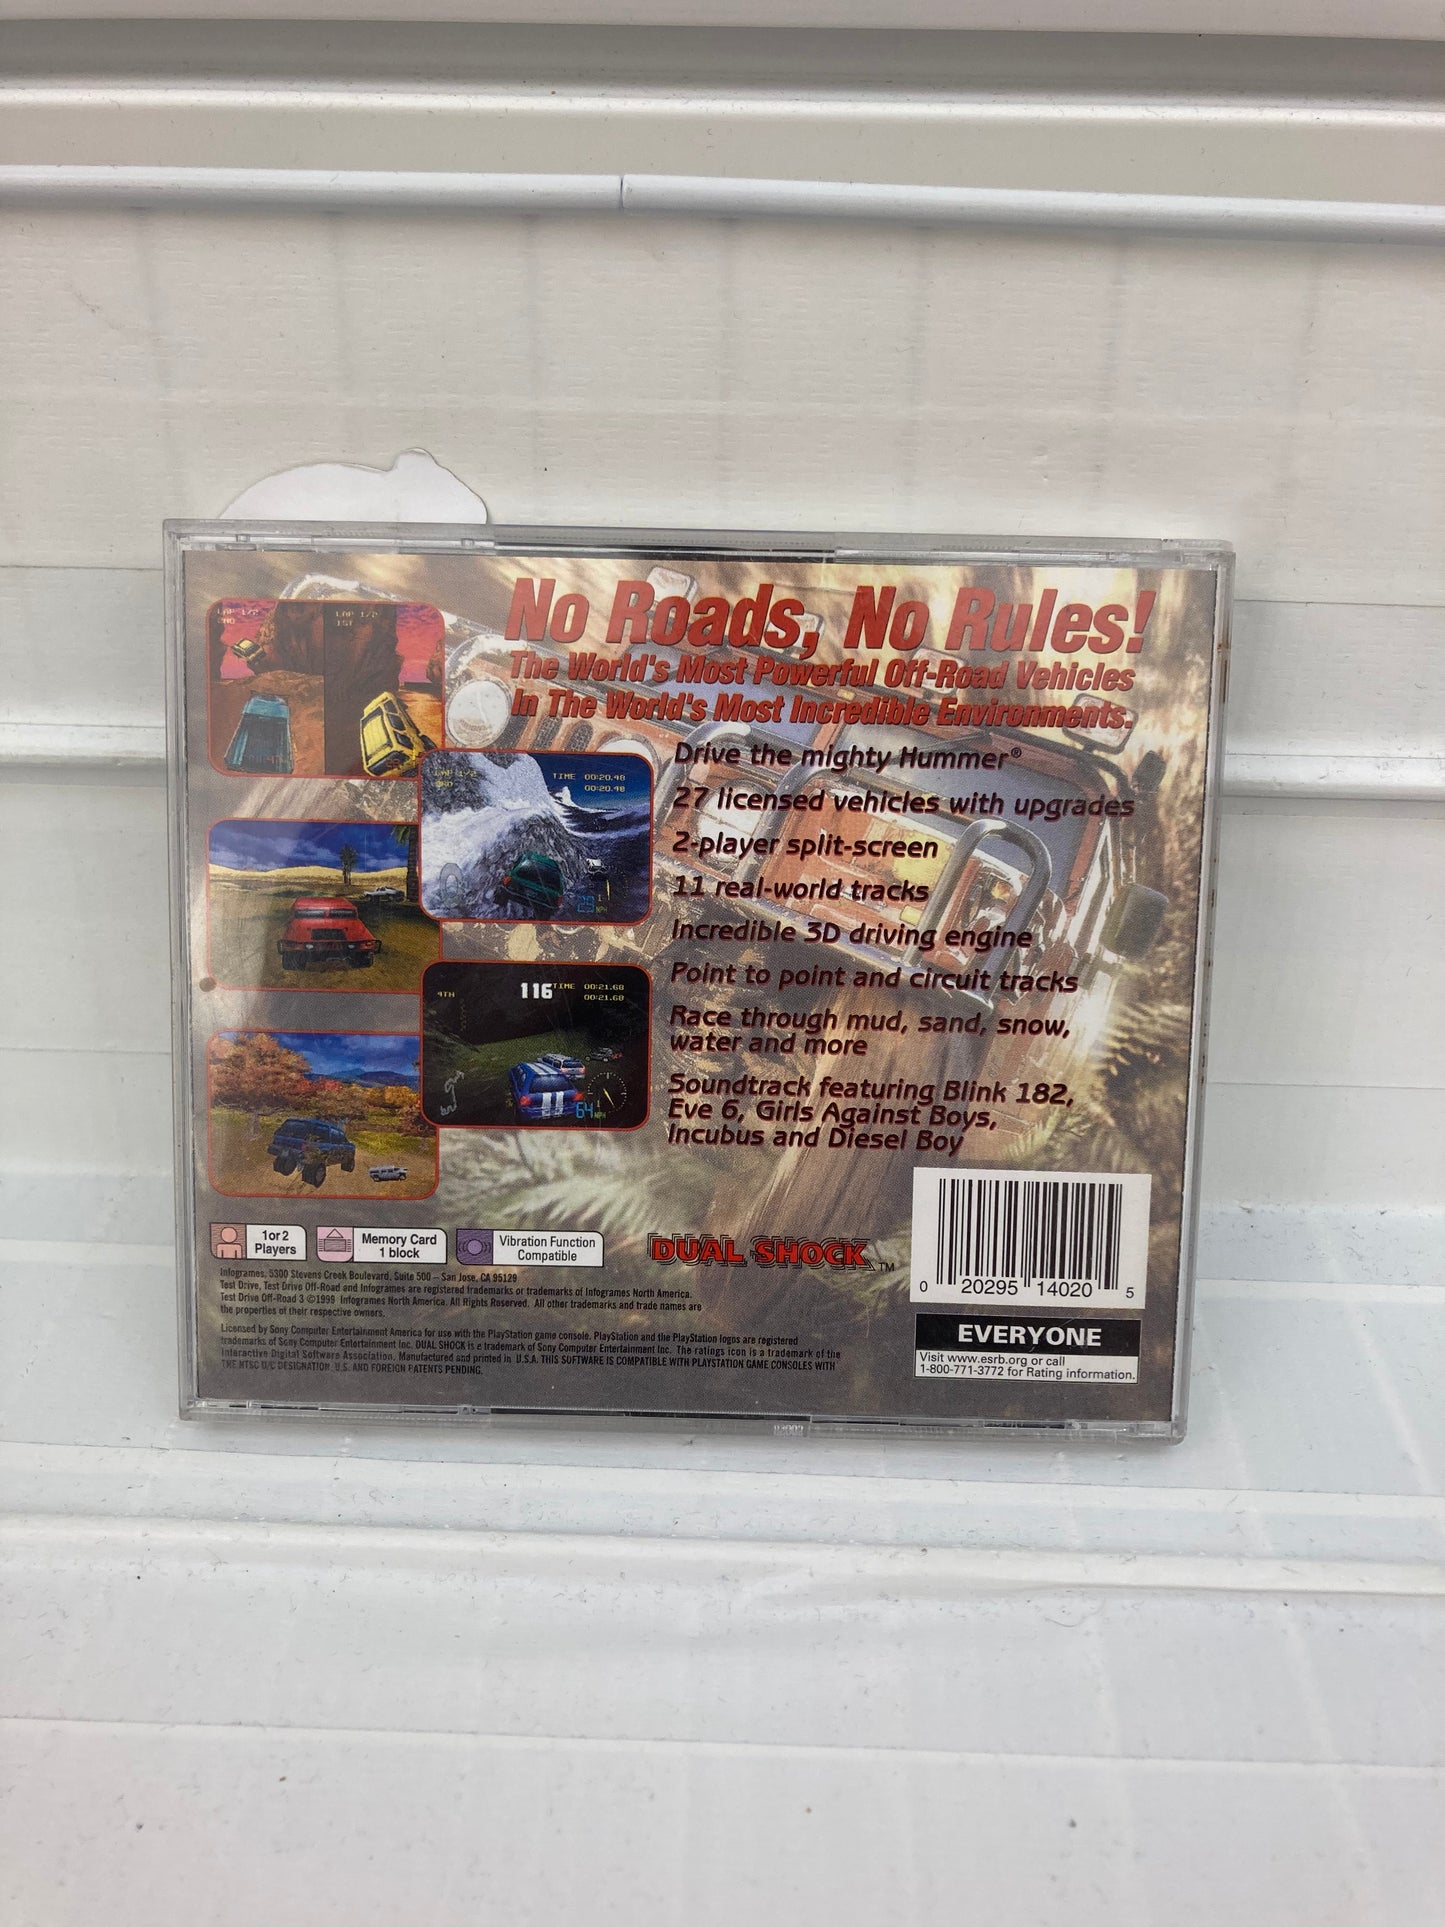 No Roads, No Rules!
The World's Most Powerful Off-Road Vehicles
In The World's Most Incredible Environments.
Drive the mighty Hummer®
27 licensed vehicles with upgrades
2-player split-screen
11 real-world tracks
Incredible 3D driving engine
Point to point and circuit tracks
Race through mud, sand, snow,
water and more
Soundtrack featuring Blink 182,
Eve 6, Girls Against Boys,
Incubus and Diesel Boy
LAP 1/2
2ND
LAP 1/2
1ST
LAP 1/2
TIME 00:20.48
00:20.48
MPH
4TH
116
TIME 00:21.68
00:21.68
64 MPH
1 or 2
Players
Memory Card
1 block
Vibration Function
Compatible
DUAL SHOCK™
Infogrames, 5300 Stevens Creek Boulevard, Suite 500 – San Jose, CA 95129
Test Drive, Test Drive Off-Road and Infogrames are registered trademarks or trademarks of Infogrames North America.
Test Drive Off-Road 3 ©1999 Infogrames North America. All Rights Reserved. All other trademarks and trade names are
the properties of their respective owners.
Licensed by Sony Computer Entertainment America for use with the PlayStation game console. PlayStation and the PlayStation logos are registered
trademarks of Sony Computer Entertainment Inc. DUAL SHOCK is a trademark of Sony Computer Entertainment Inc. The ratings icon is a trademark of the
Interactive Digital Software Association. Manufactured and printed in U.S.A. THIS SOFTWARE IS COMPATIBLE WITH PLAYSTATION GAME CONSOLES WITH
THE NTSC U/C DESIGNATION. U.S. AND FOREIGN PATENTS PENDING.
0 20295 14020 5
EVERYONE
Visit www.esrb.org or call
1-800-771-3772 for Rating information.